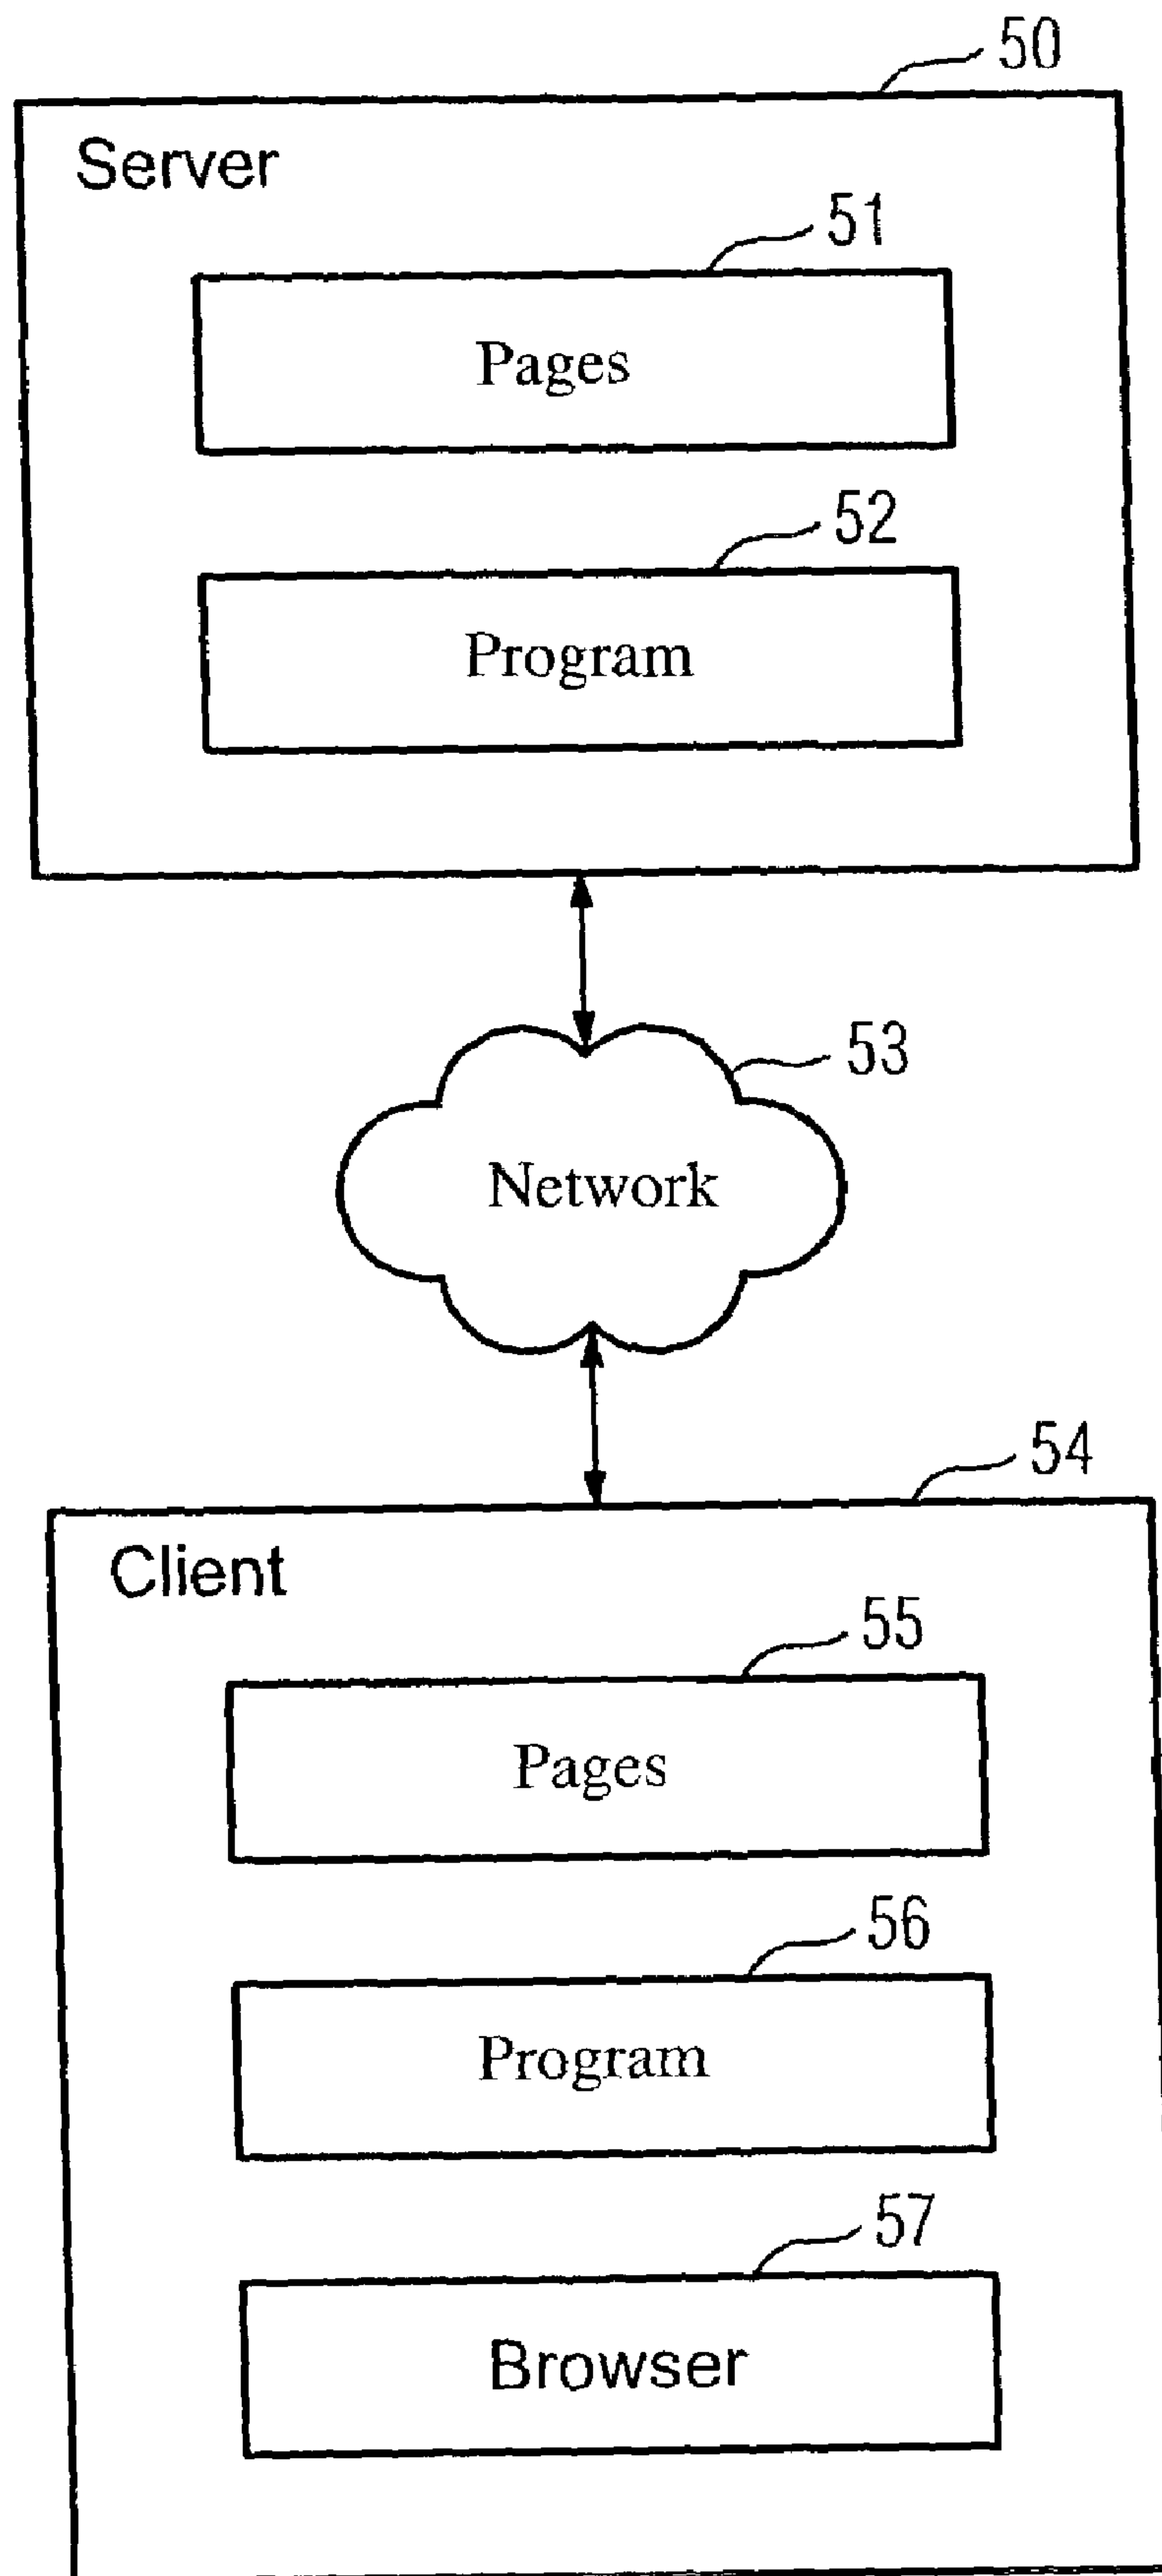 50
Server
51
Pages
52
Program
53
Network
54
Client
55
Pages
56
Program
57
Browser